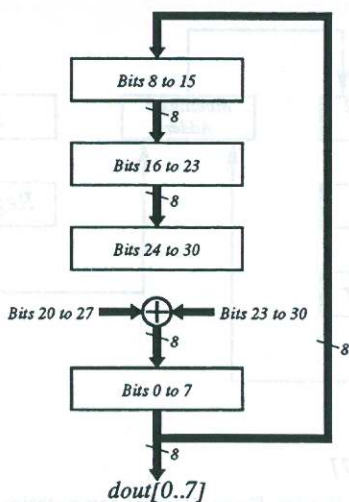 Bits 8 to 15
8
Bits 16 to 23
8
Bits 24 to 30
Bits 20 to 27
Bits 23 to 30
8
8
Bits 0 to 7
8
dout[0..7]